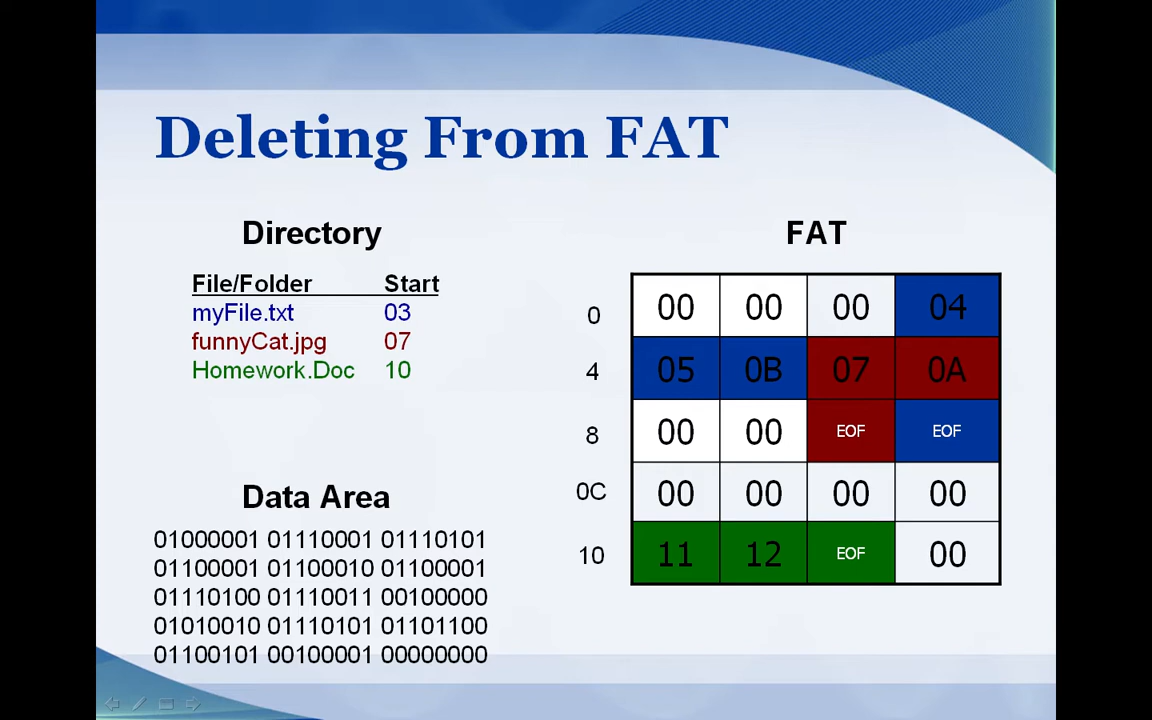 Deleting From FAT
Directory
File/Folder Start
myFile.txt 03
funnyCat.jpg 07
Homework.Doc 10
Data Area
01000001 01110001 01110101
01100001 01100010 01100001
01110100 01110011 00100000
01010010 01110101 01101100
01100101 00100001 00000000
FAT
0 00 00 00 04
4 05 0B 07 0A
8 00 00 EOF EOF
0C 00 00 00 00
10 11 12 EOF 00